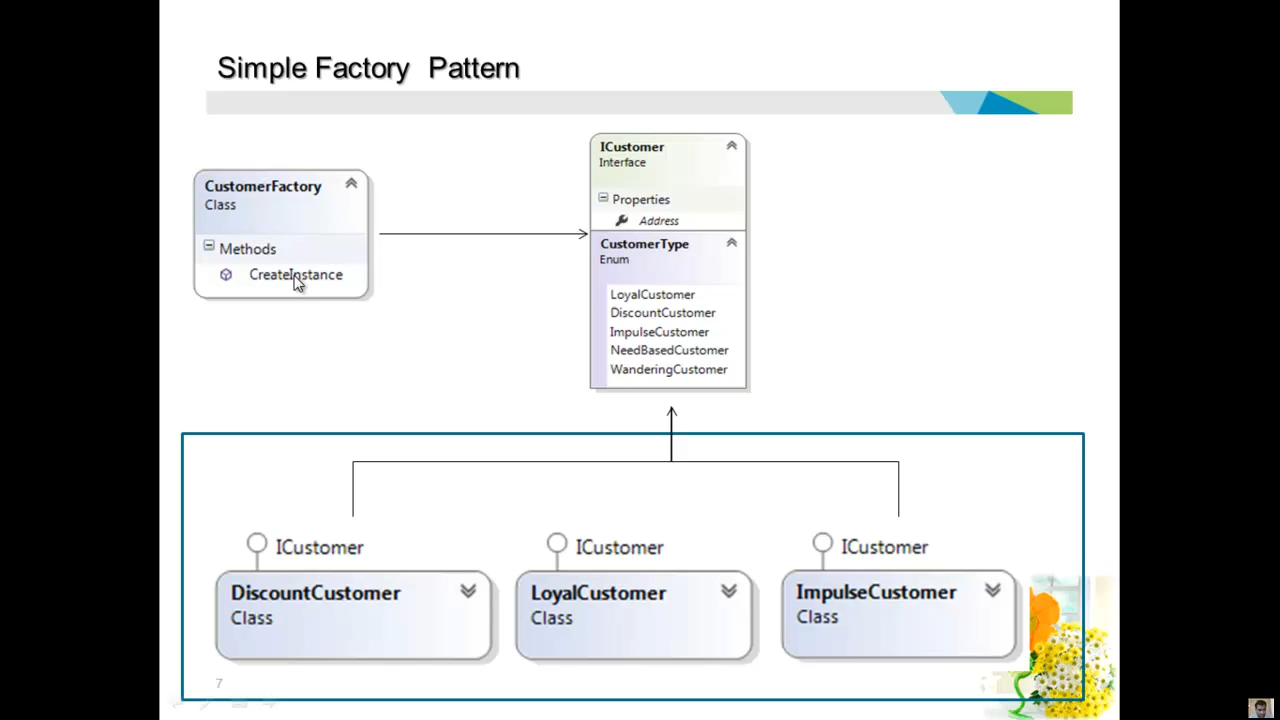 Simple Factory Pattern
CustomerFactory
Class
Methods
CreateInstance
ICustomer
Interface
Properties
Address
CustomerType
Enum
LoyalCustomer
DiscountCustomer
ImpulseCustomer
NeedBasedCustomer
WanderingCustomer
ICustomer
DiscountCustomer
Class
ICustomer
LoyalCustomer
Class
ICustomer
ImpulseCustomer
Class
7